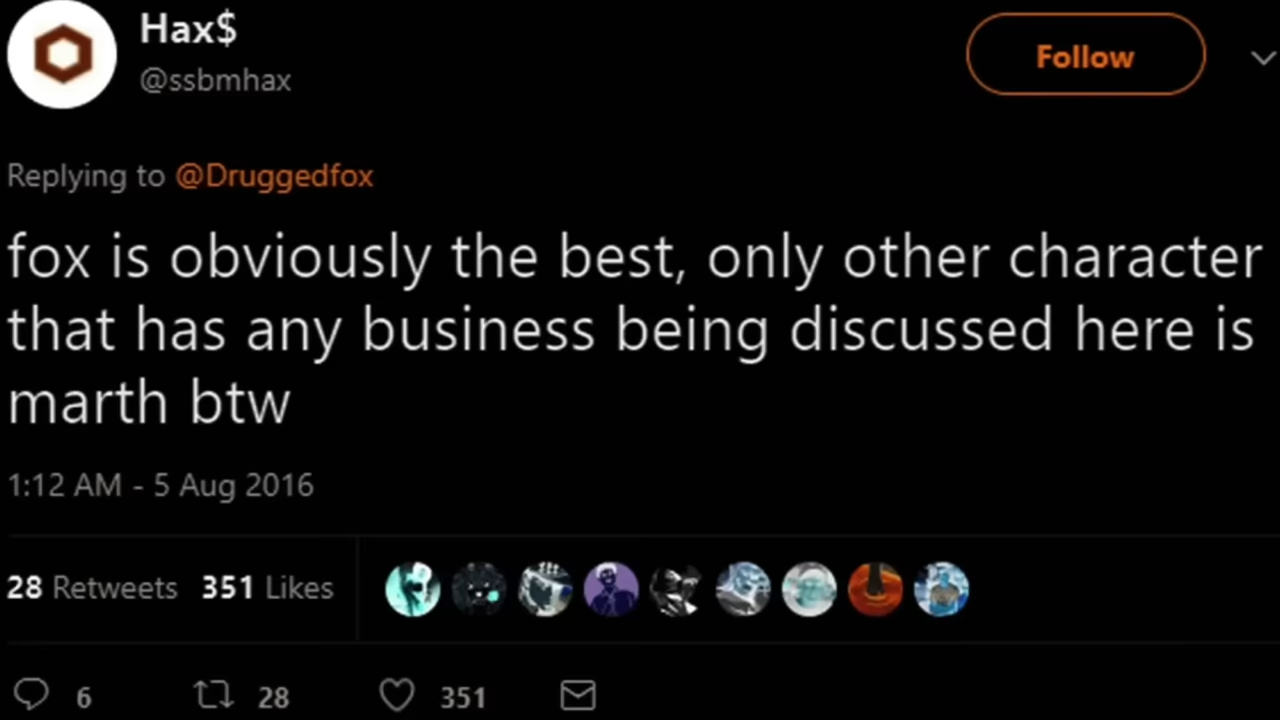 Hax$
@ssbmhax
Follow
Replying to @Druggedfox
fox is obviously the best, only other character
that has any business being discussed here is
marth btw
1:12 AM - 5 Aug 2016
28 Retweets 351 Likes
6 28 351